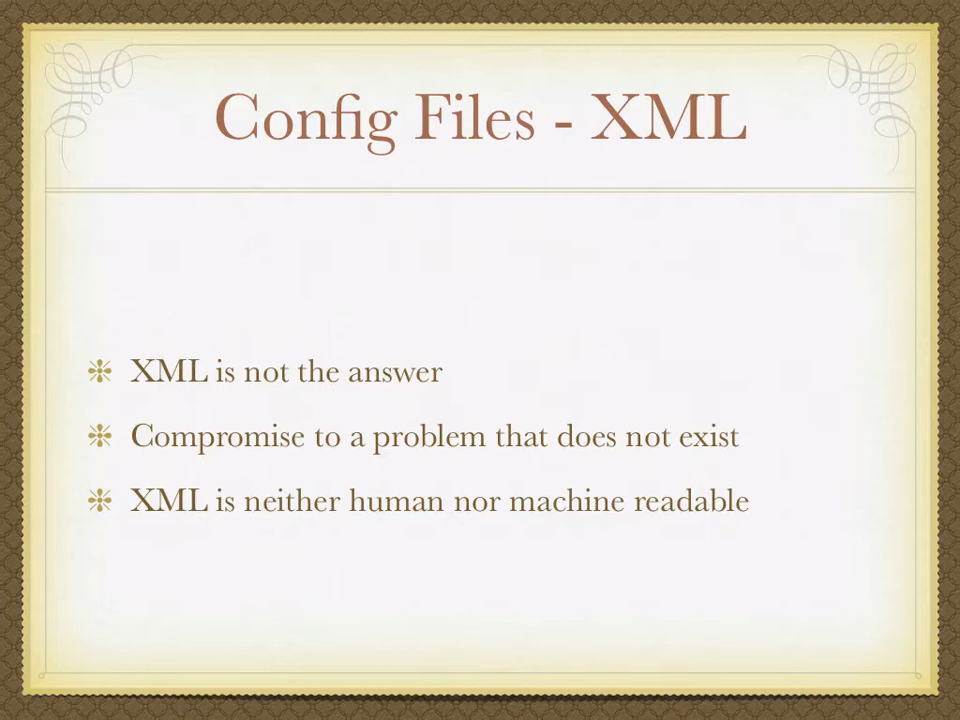 Config Files - XML
XML is not the answer
Compromise to a problem that does not exist
XML is neither human nor machine readable